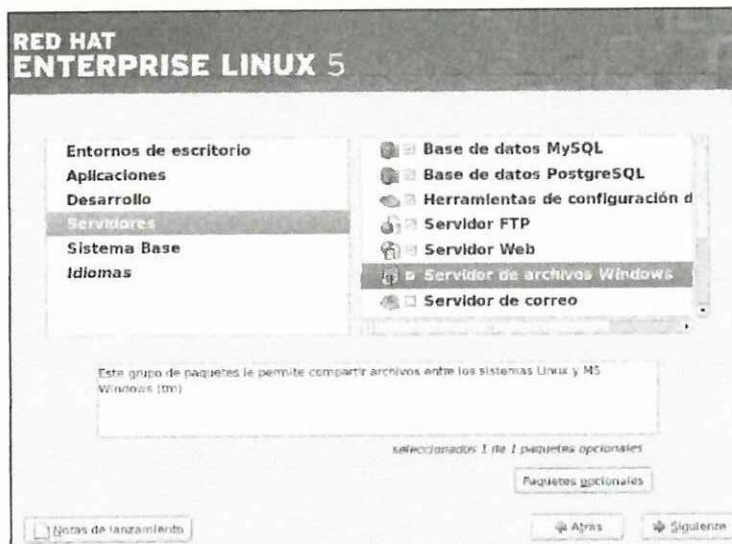 RED HAT
ENTERPRISE LINUX 5
Entornos de escritorio
Aplicaciones
Desarrollo
Servidores
Sistema Base
Idiomas
Base de datos MySQL
Base de datos PostgreSQL
Herramientas de configuración d
Servidor FTP
Servidor Web
Servidor de archivos Windows
Servidor de correo
Este grupo de paquetes le permite compartir archivos entre los sistemas Linux y MS
Windows (tm)
seleccionados 1 de 1 paquetes opcionales
Paquetes opcionales
Notas de lanzamiento
Atrás
Siguiente